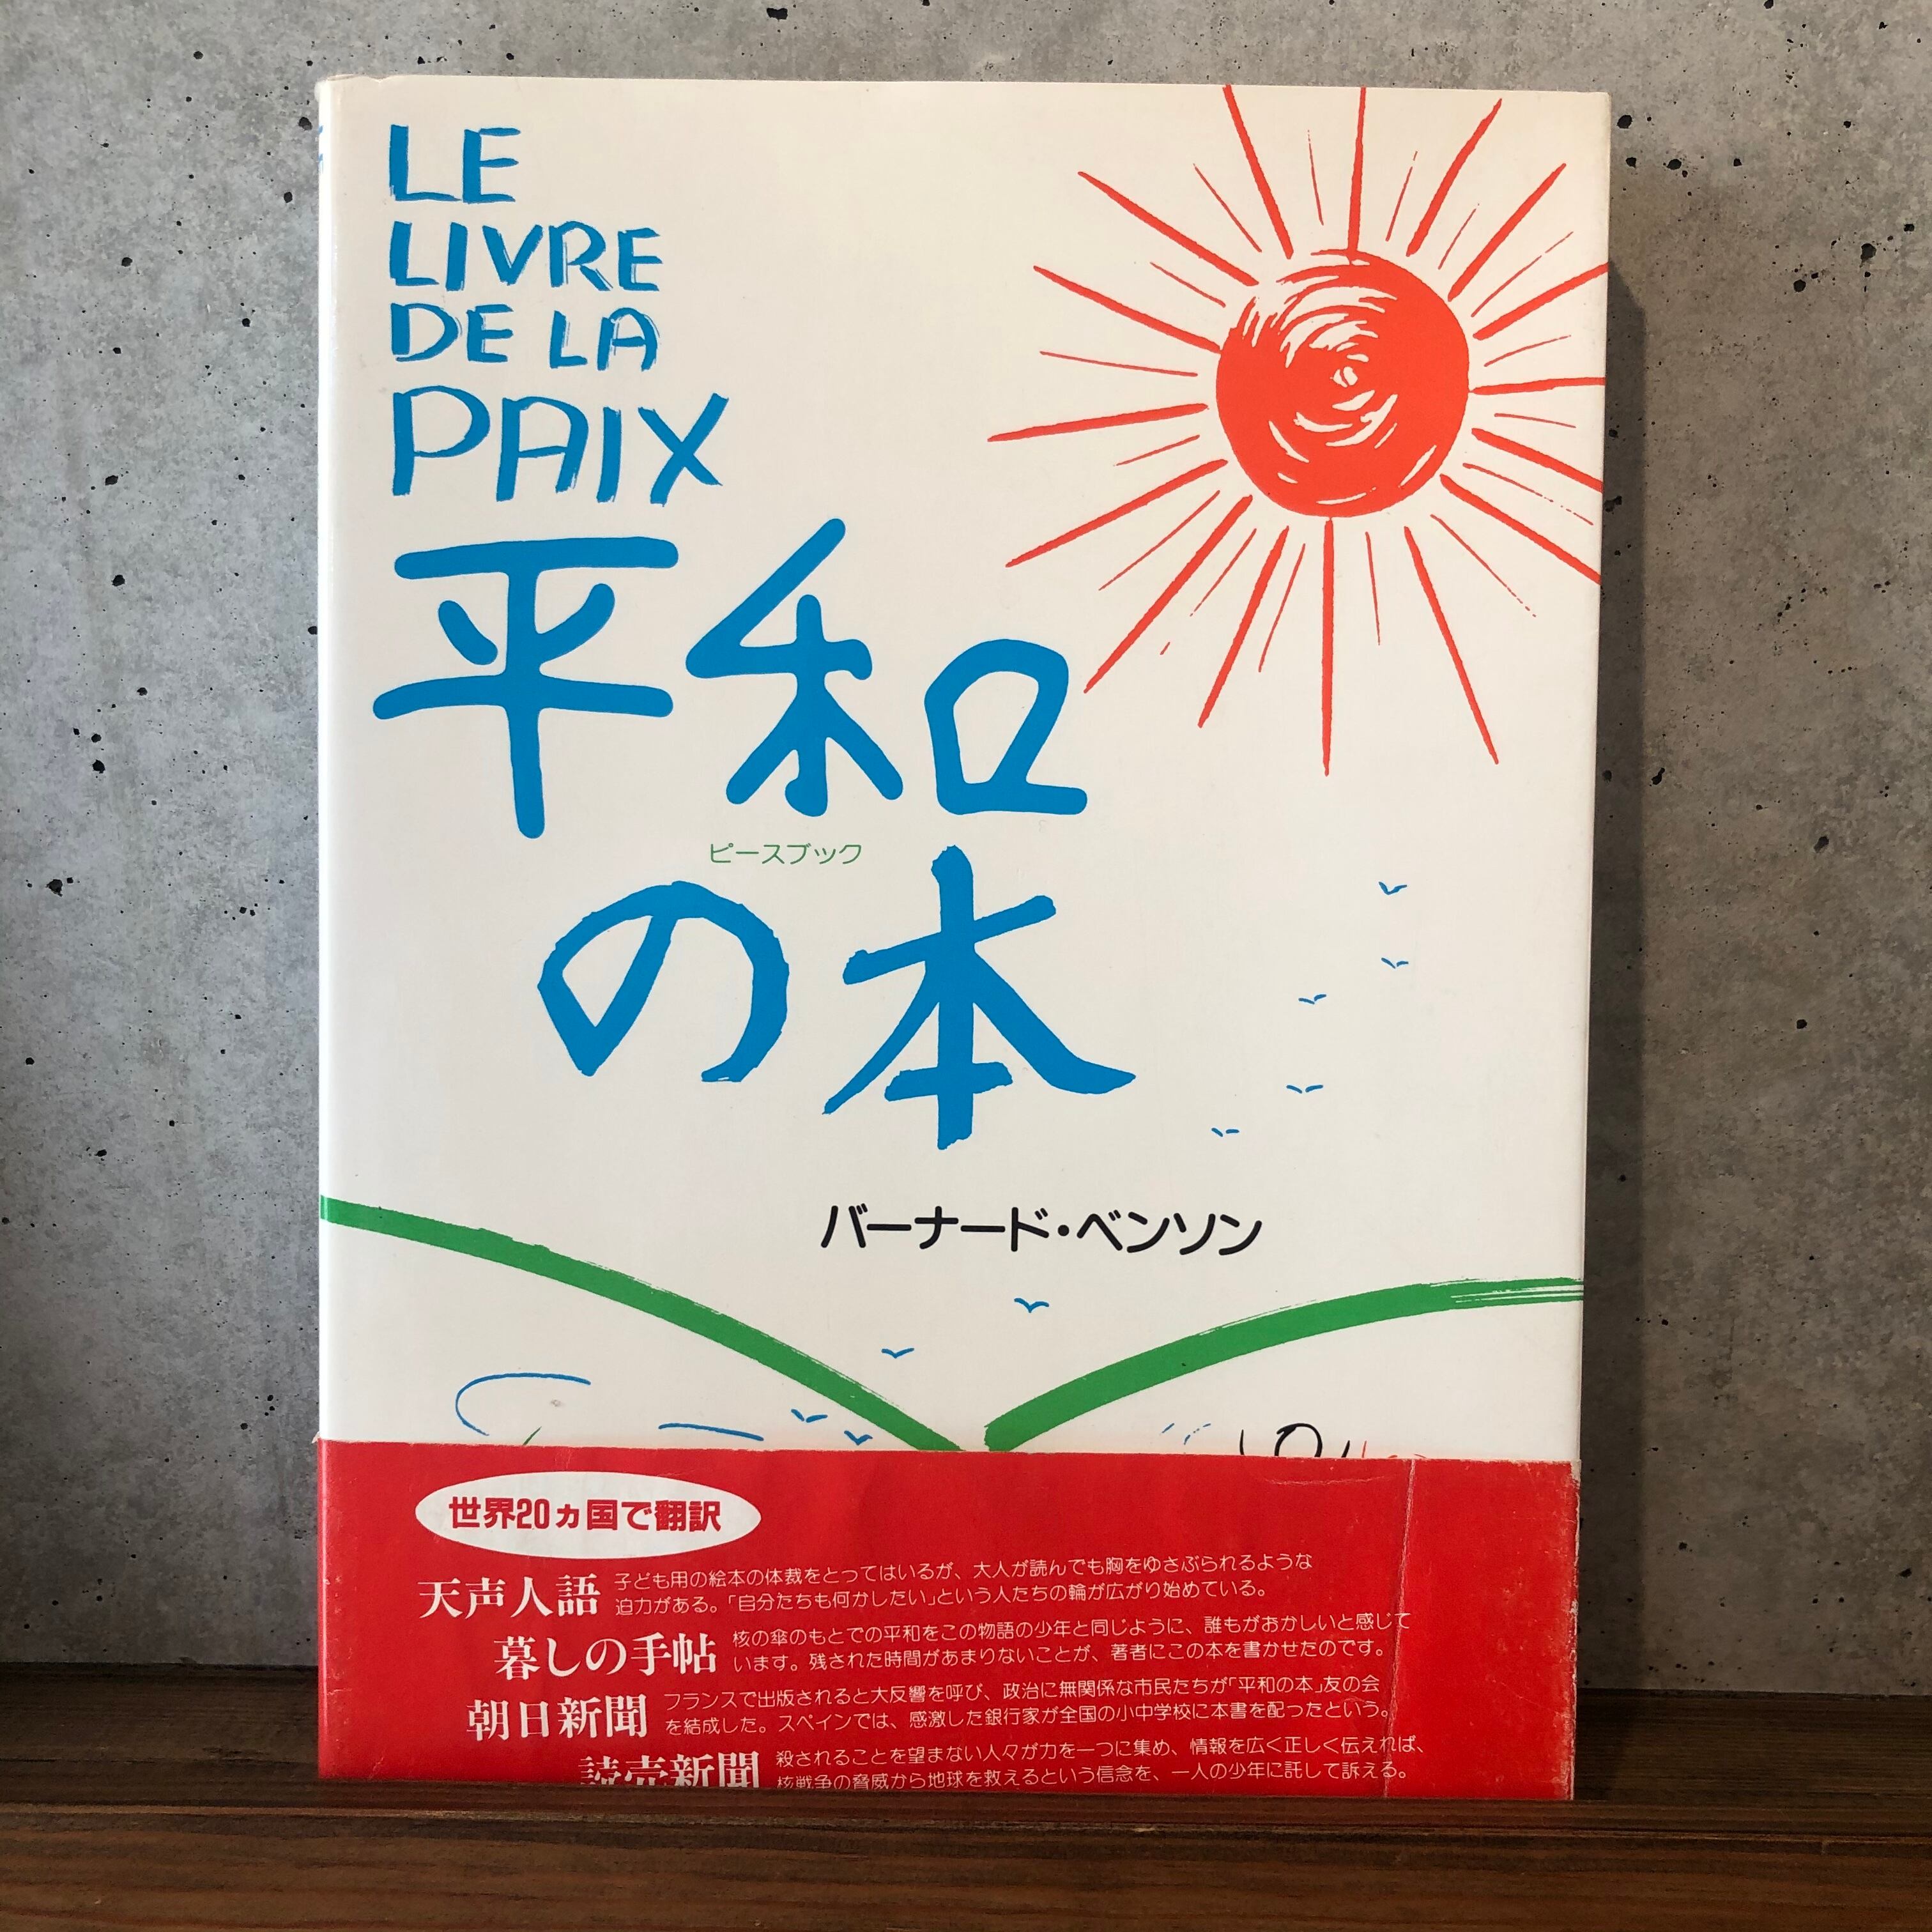 LE
LIVRE
DE LA
PAIX
平和
ピースブック
の本
バーナード・ベンソン
世界20ヵ国で翻訳
天声人語
子ども用の絵本の体裁をとってはいるが、大人が読んでも胸をゆさぶられるような
迫力がある。「自分たちも何かしたい」という人たちの輪が広がり始めている。
暮しの手帖
核の傘のもとでの平和をこの物語の少年と同じように、誰もがおかしいと感じて
います。残された時間があまりないことが、著者にこの本を書かせたのです。
朝日新聞
フランスで出版されると大反響を呼び、政治に無関係な市民たちが「平和の本」友の会
を結成した。スペインでは、感激した銀行家が全国の小中学校に本書を配ったという。
読売新聞
殺されることを望まない人々が力を一つに集め、情報を広く正しく伝えれば、
核戦争の脅威から地球を救えるという信念を、一人の少年に託して訴える。